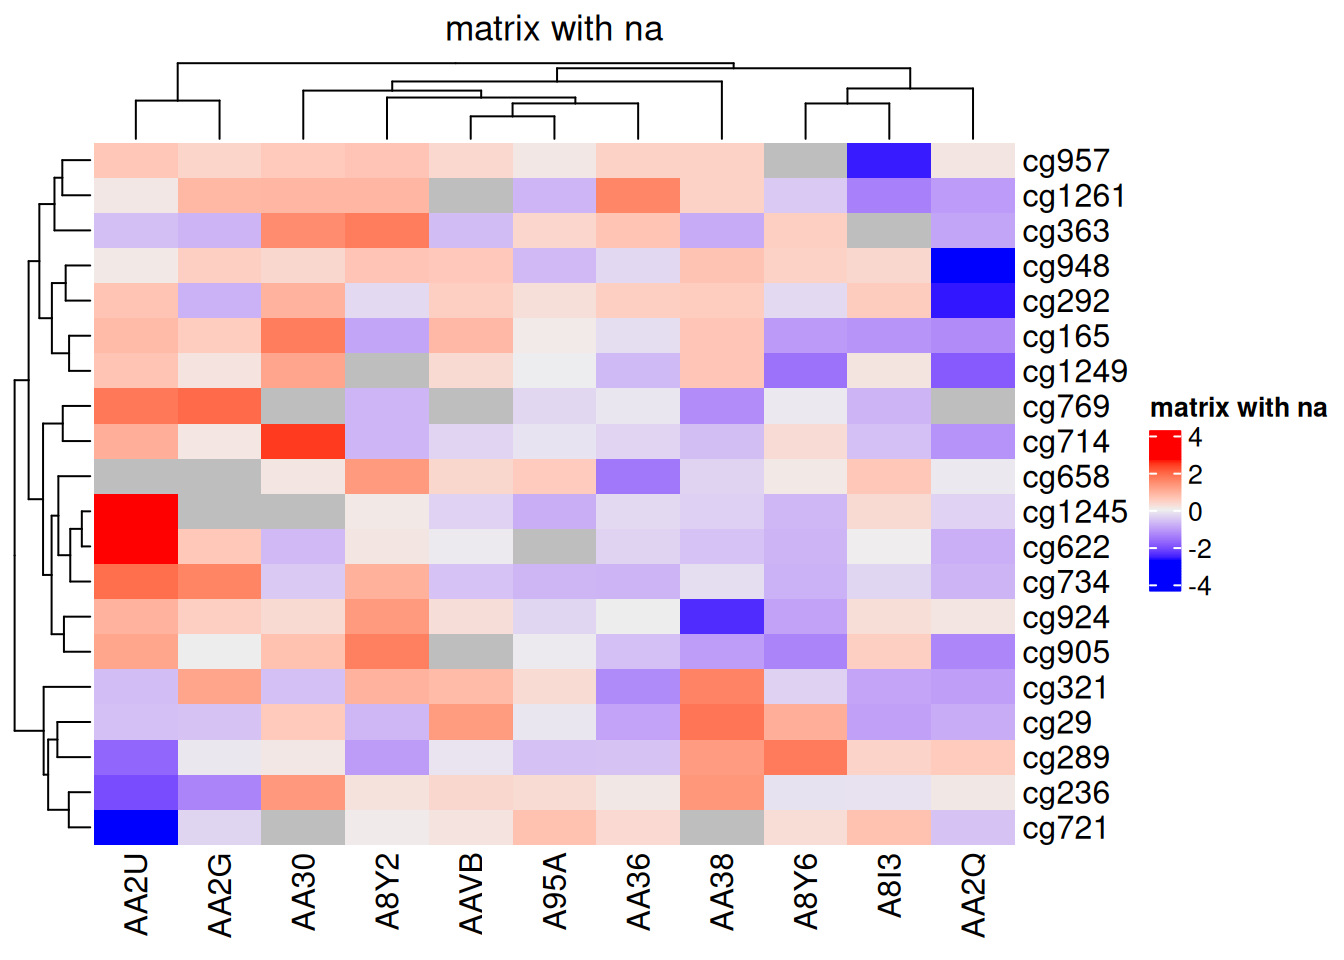 matrix with na
cg957
cg1261
cg363
cg948
cg292
cg165
cg1249
cg769
cg714
cg658
cg1245
cg622
cg734
cg924
cg905
cg321
cg29
cg289
cg236
cg721
matrix with na
4
2
0
-2
-4
AA2U
AA2G
AA30
A8Y2
AAVB
A95A
AA36
AA38
A8Y6
A8I3
AA2Q